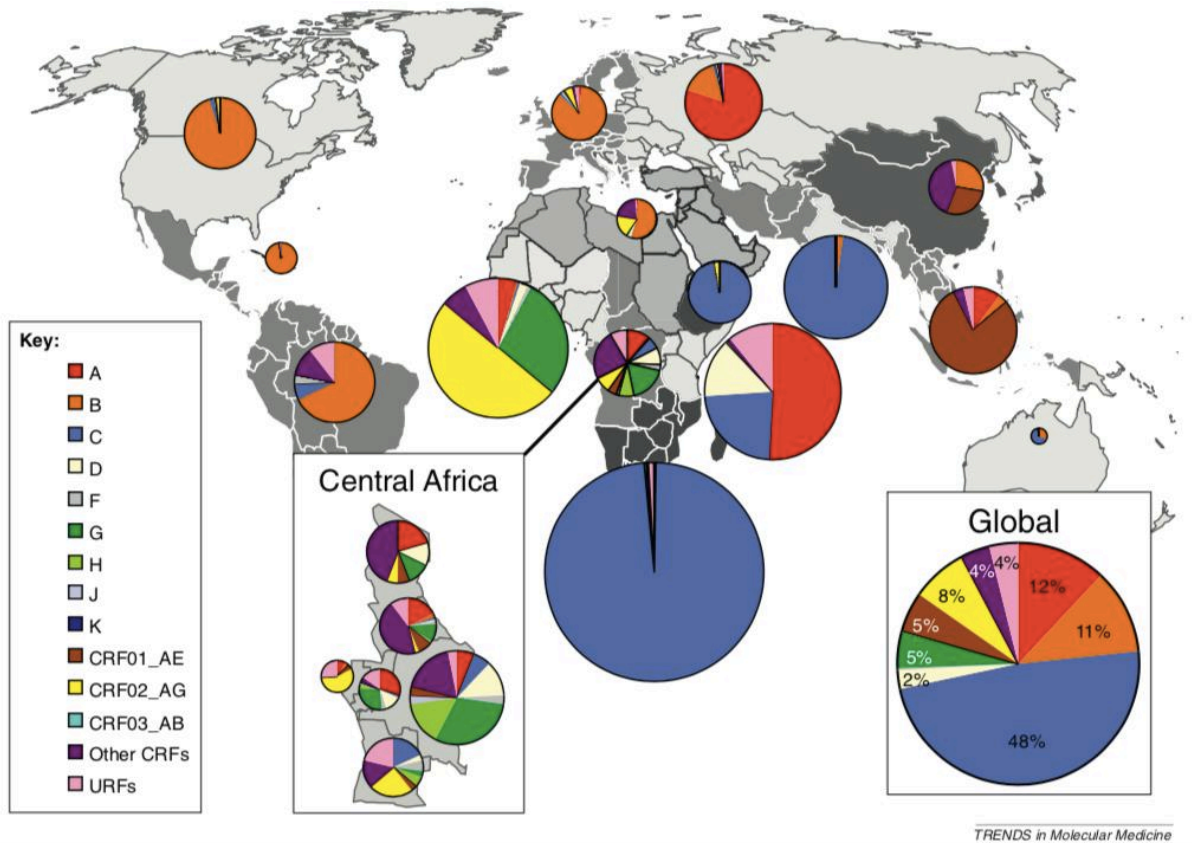 Key:
A
B
C
D
F
G
H
J
K
CRF01_AE
CRF02_AG
CRF03_AB
Other CRFs
URFs
Central Africa
Global
4%
4%
12%
8%
11%
5%
5%
2%
48%
TRENDS in Molecular Medicine